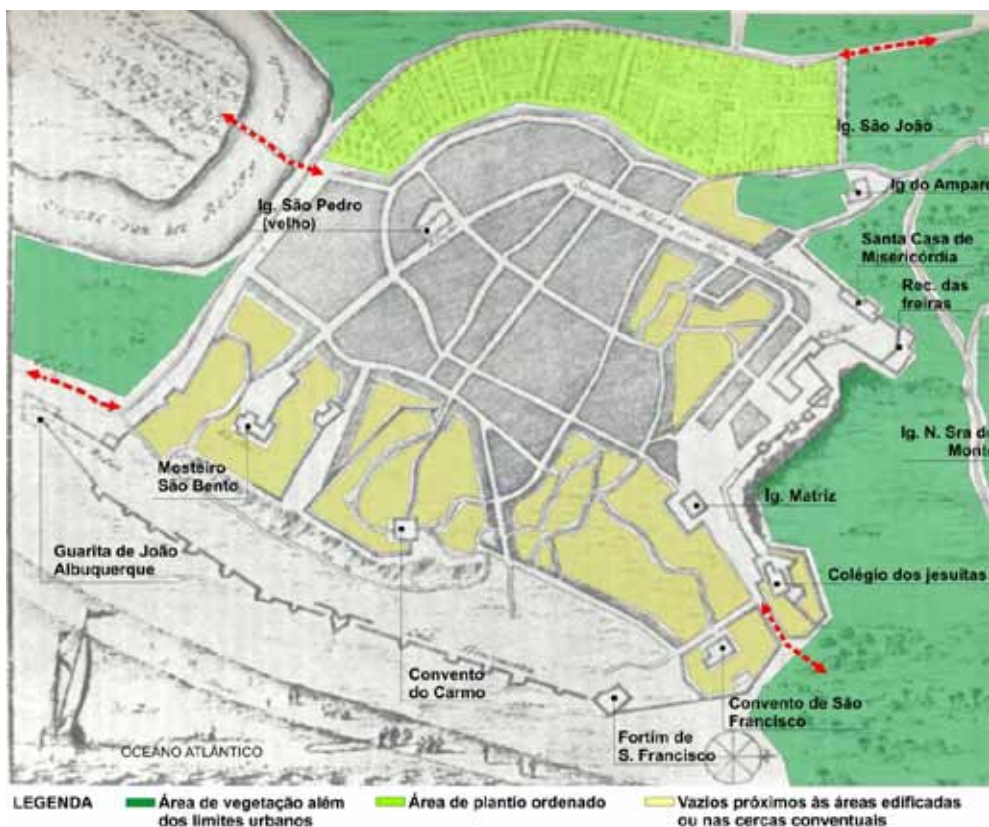 Ig. São João
Ig do Amparo
Ig. São Pedro
(velho)
Santa Casa de
Misericórdia
Rec. das
freiras
Ig. N. Sra do
Monte
Mosteiro
São Bento
Ig. Matriz
Guarita de João
Albuquerque
Colégio dos jesuitas
Convento
do Carmo
Convento de São
Francisco
Fortim de
S. Francisco
OCEANO ATLÂNTICO
LEGENDA
Área de vegetação além
dos limites urbanos
Área de plantio ordenado
Vazios próximos às áreas edificadas
ou nas cercas conventuais